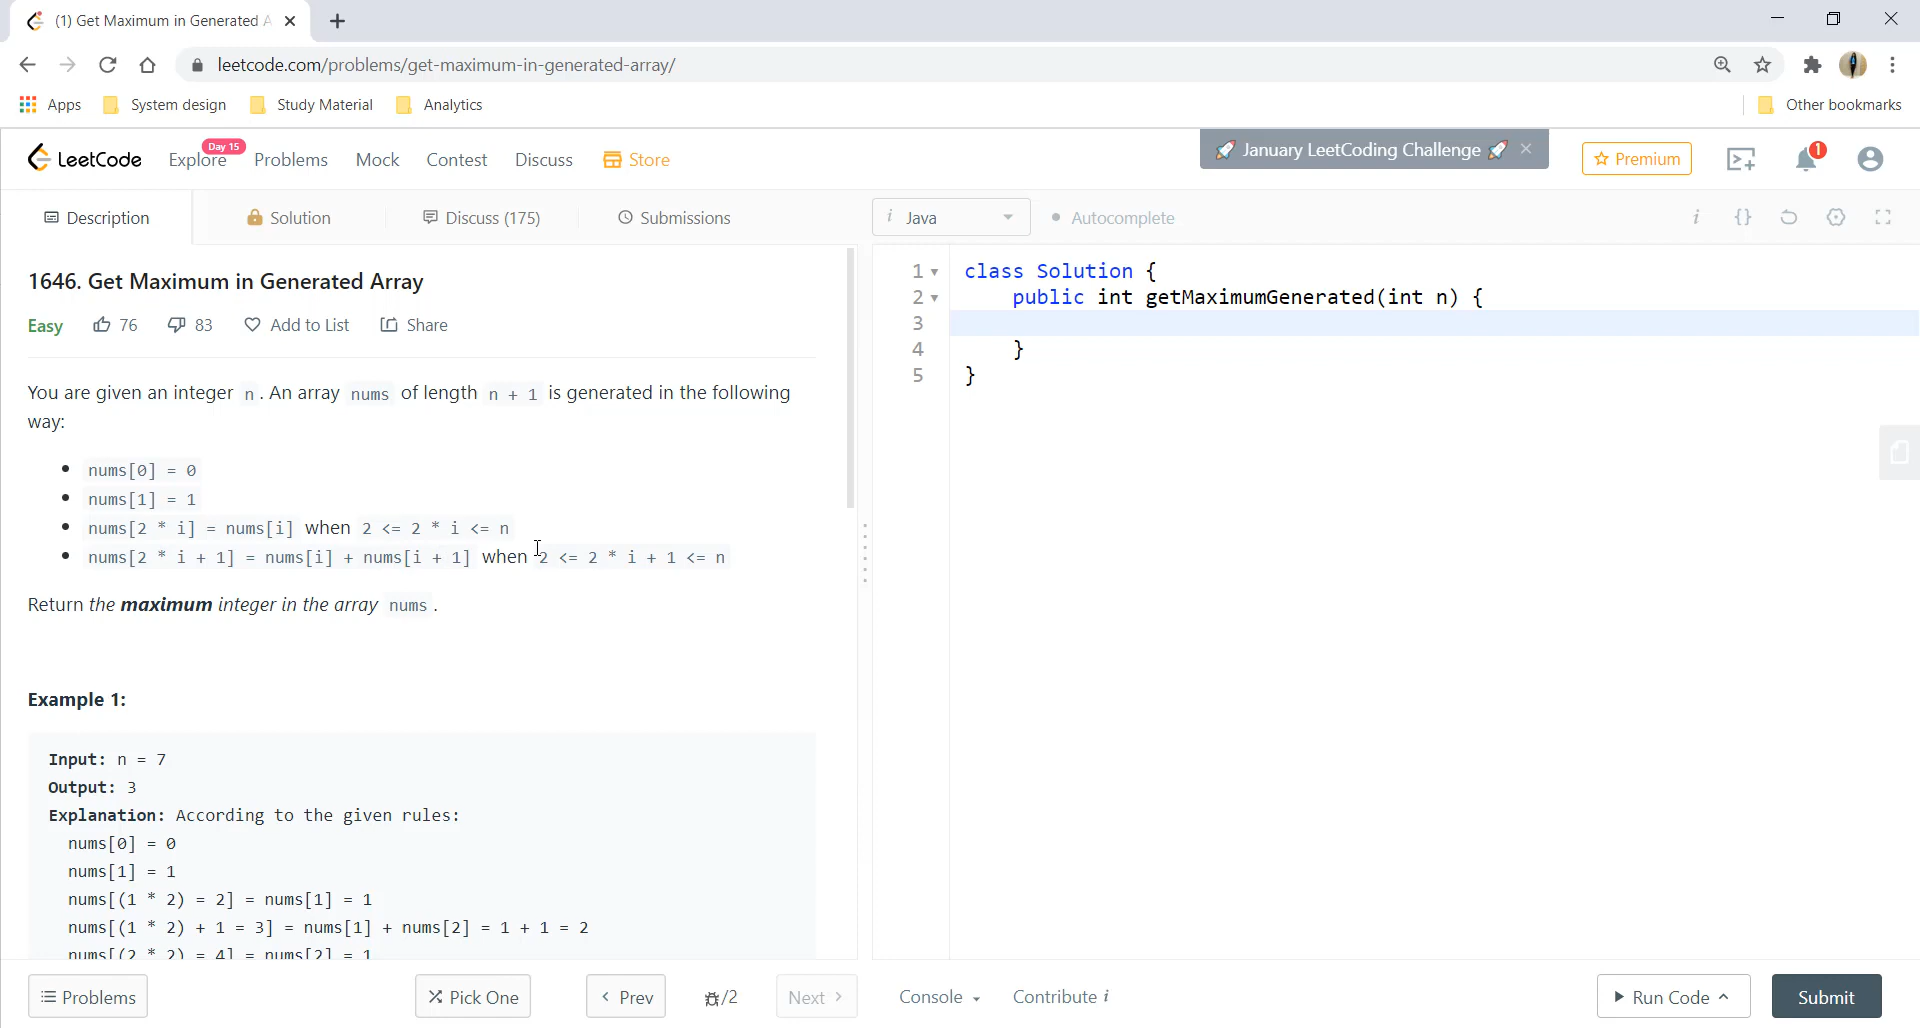 (1) Get Maximum in Generated A
leetcode.com/problems/get-maximum-in-generated-array/
Apps System design Study Material Analytics Other bookmarks
LeetCode Explore Day 15 Problems Mock Contest Discuss Store January LeetCoding Challenge Premium 1
Description Solution Discuss (175) Submissions
i Java Autocomplete i {}
1646. Get Maximum in Generated Array
Easy 76 83 Add to List Share
You are given an integer n. An array nums of length n + 1 is generated in the following
way:
nums[0] = 0
nums[1] = 1
nums[2 * i] = nums[i] when 2 <= 2 * i <= n
nums[2 * i + 1] = nums[i] + nums[i + 1] when 2 <= 2 * i + 1 <= n
Return the maximum integer in the array nums.
Example 1:
Input: n = 7
Output: 3
Explanation: According to the given rules:
nums[0] = 0
nums[1] = 1
nums[(1 * 2) = 2] = nums[1] = 1
nums[(1 * 2) + 1 = 3] = nums[1] + nums[2] = 1 + 1 = 2
nums[(2 * 2) = 4] = nums[2] = 1
1 class Solution {
2 public int getMaximumGenerated(int n) {
3
4 }
5 }
Problems Pick One Prev /2 Next Console Contribute i Run Code Submit